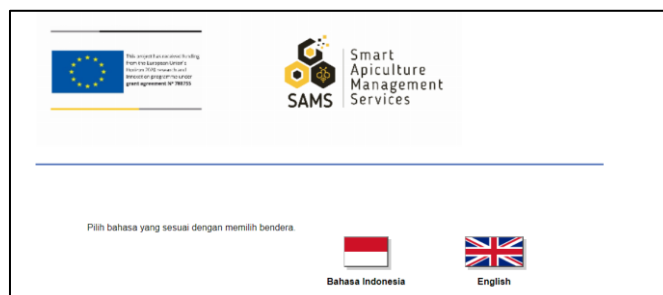 This project has received funding
from the European Union's
Horizon 2020 research and
innovation programme under
grant agreement N° 780755
SAMS
Smart
Apiculture
Management
Services
Pilih bahasa yang sesuai dengan memilih bendera.
Bahasa Indonesia
English